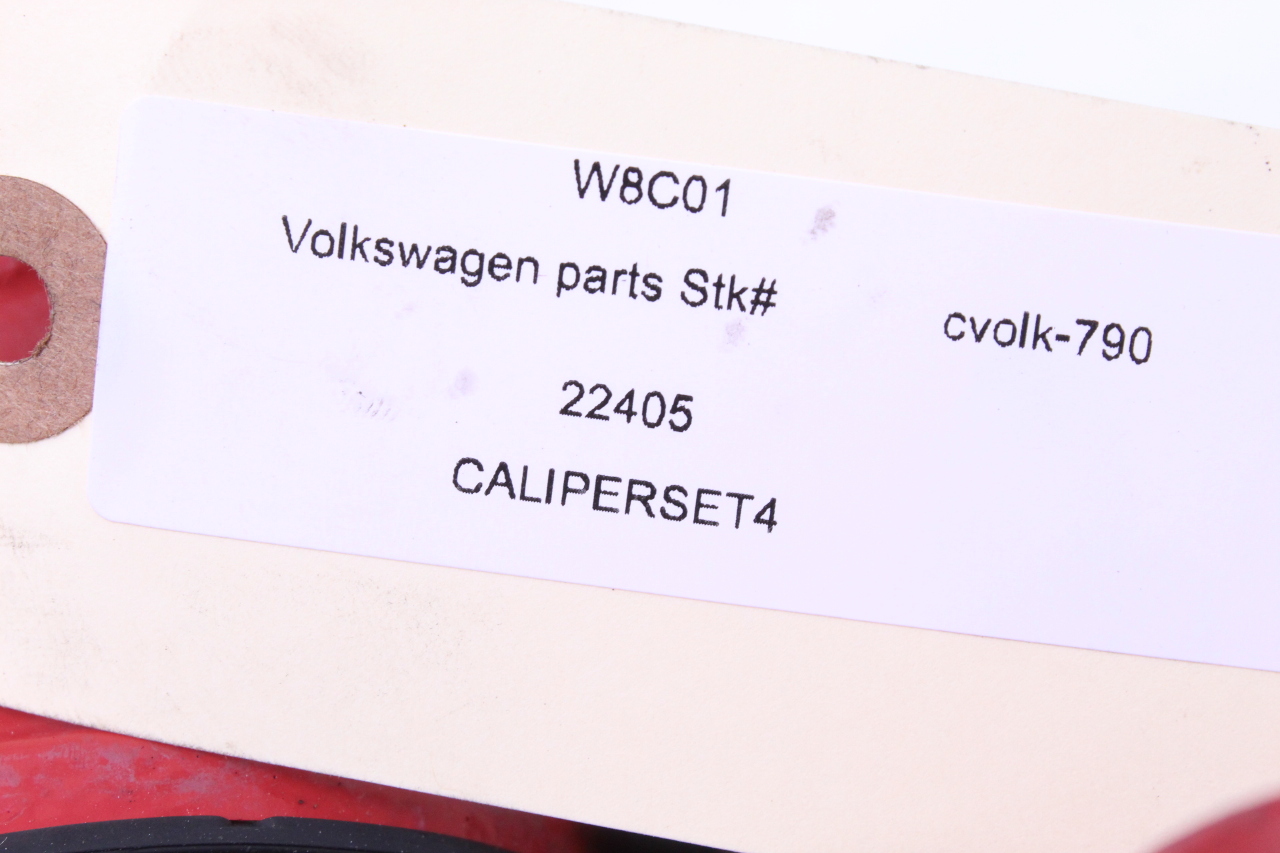 W8C01
Volkswagen parts Stk# cvolk-790
22405
CALIPERSET4